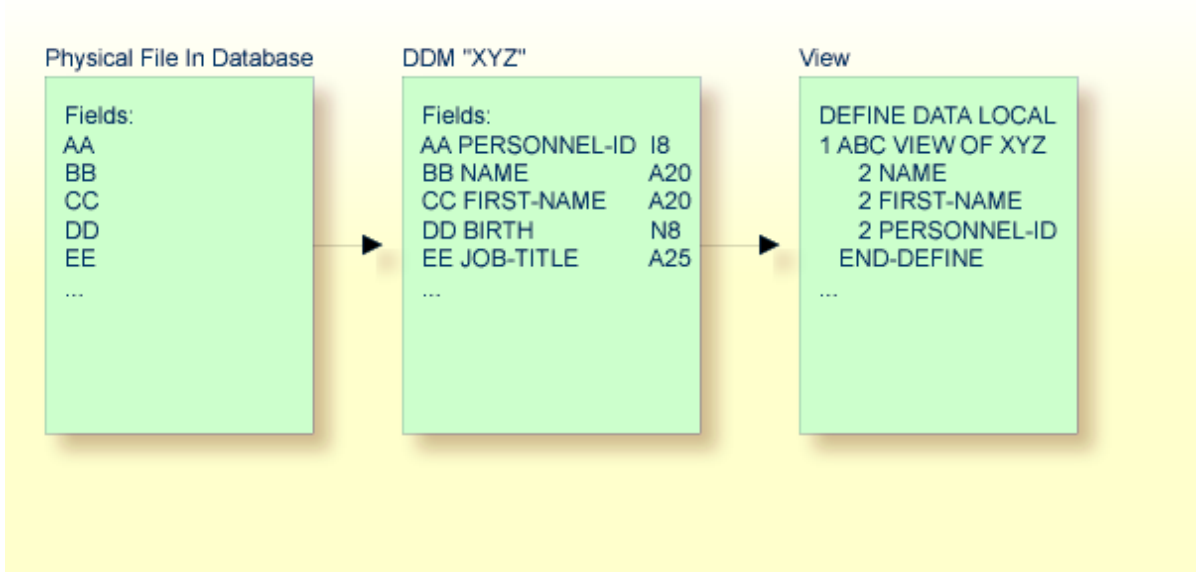 Physical File In Database
Fields:
AA
BB
CC
DD
EE
...
DDM "XYZ"
Fields:
AA PERSONNEL-ID I8
BB NAME A20
CC FIRST-NAME A20
DD BIRTH N8
EE JOB-TITLE A25
...
View
DEFINE DATA LOCAL
1 ABC VIEW OF XYZ
2 NAME
2 FIRST-NAME
2 PERSONNEL-ID
END-DEFINE
...